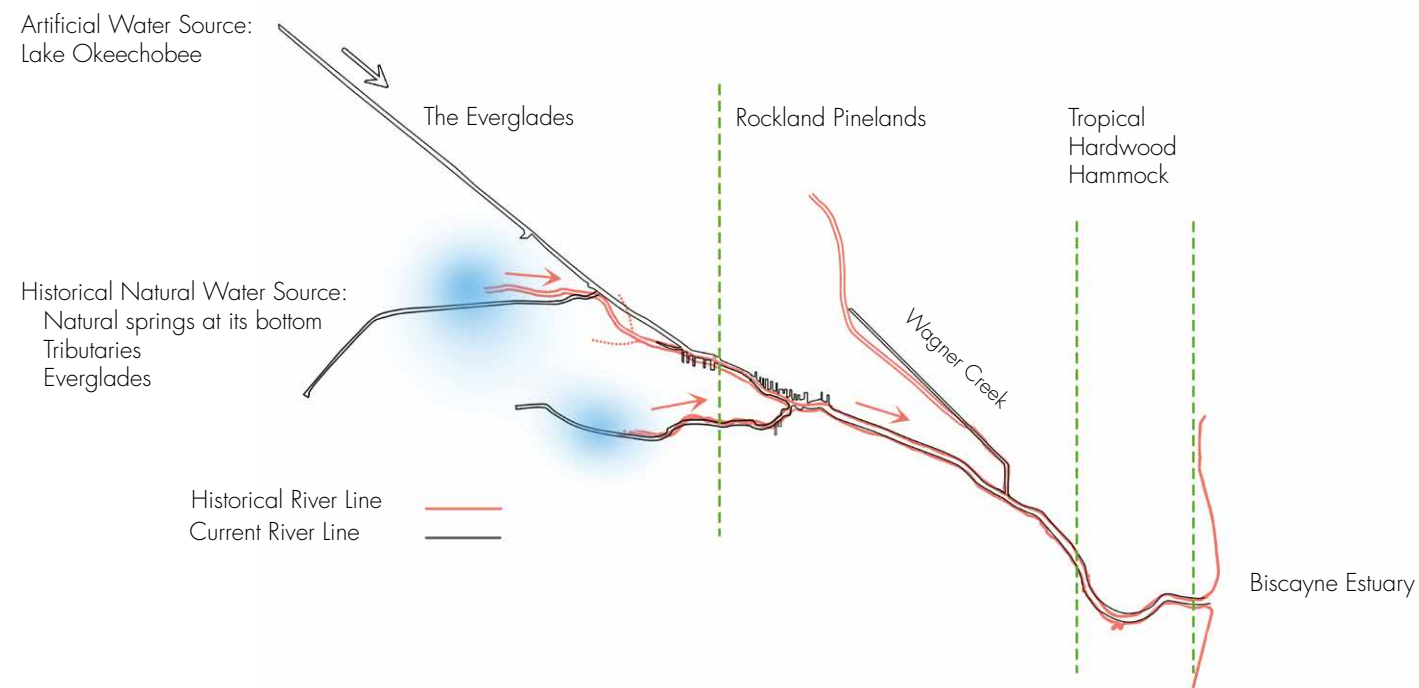 Artificial Water Source:
Lake Okeechobee
The Everglades
Rockland Pinelands
Tropical
Hardwood
Hammock
Historical Natural Water Source:
Natural springs at its bottom
Tributaries
Everglades
Wagner Creek
Historical River Line
Current River Line
Biscayne Estuary